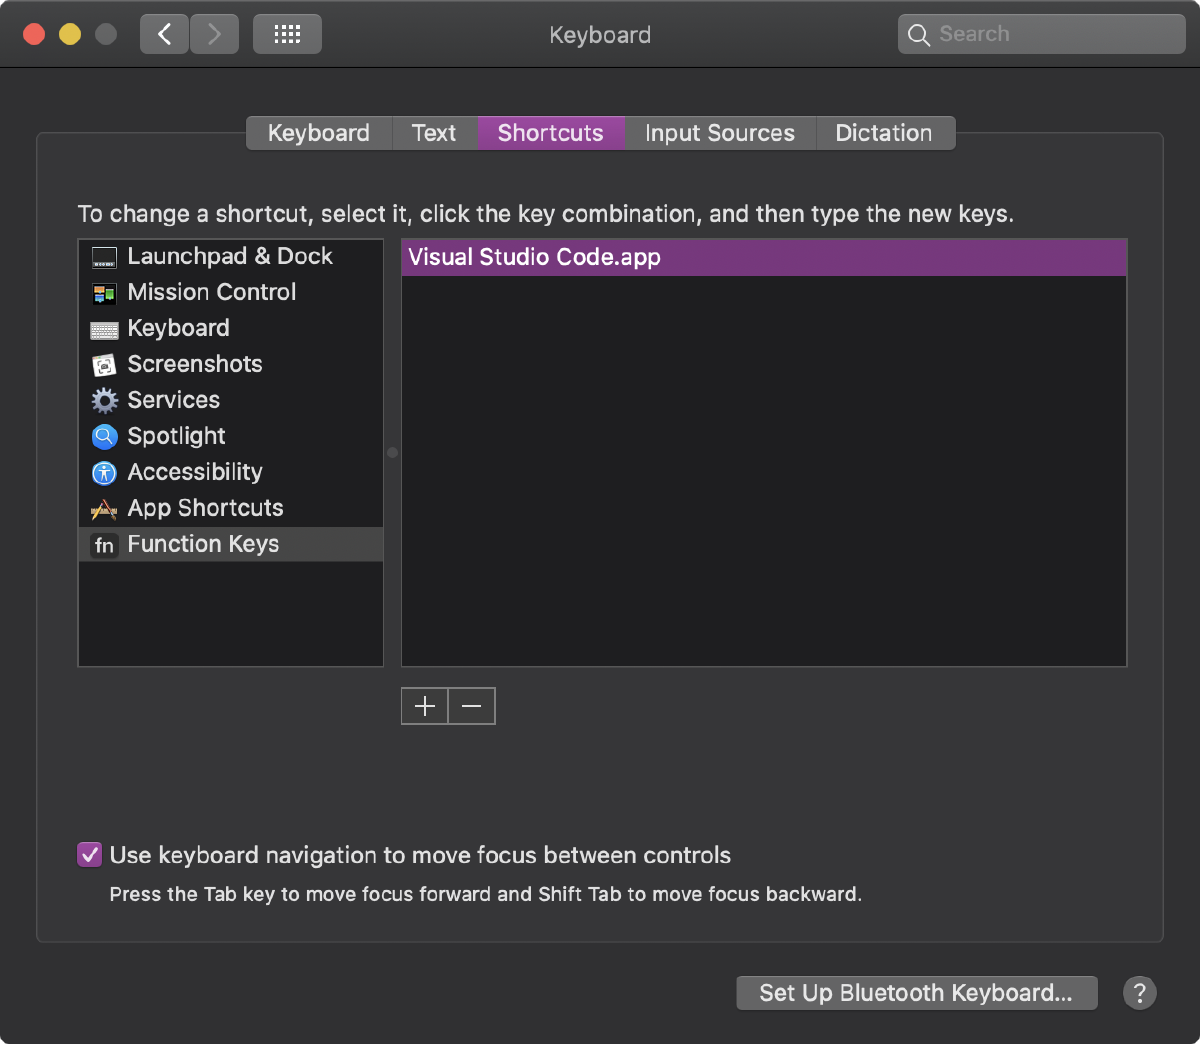 Keyboard
Search
Keyboard
Text
Shortcuts
Input Sources
Dictation
To change a shortcut, select it, click the key combination, and then type the new keys.
Launchpad & Dock
Mission Control
Keyboard
Screenshots
Services
Spotlight
Accessibility
App Shortcuts
fn Function Keys
Visual Studio Code.app
Use keyboard navigation to move focus between controls
Press the Tab key to move focus forward and Shift Tab to move focus backward.
Set Up Bluetooth Keyboard...
?